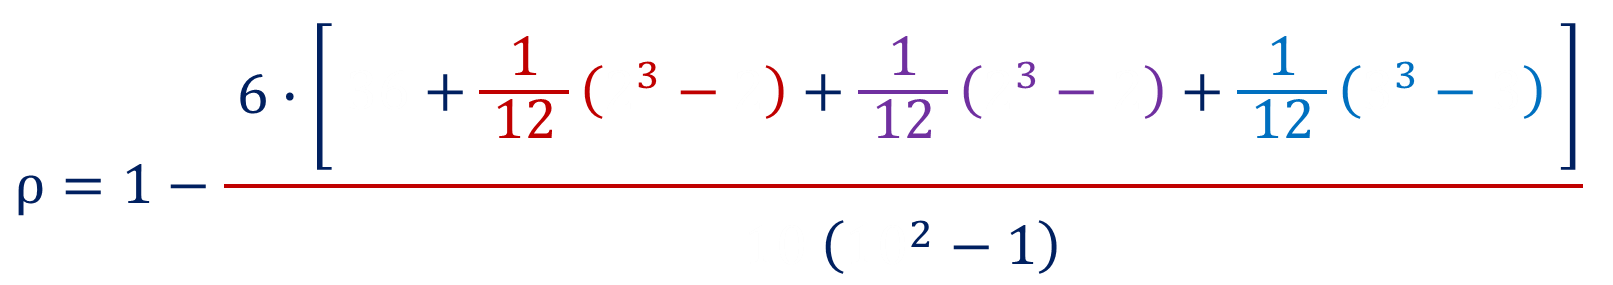 ρ = 1 − 6 · [ + 1/12 ( ³ − ) + 1/12 ( ³ − ) + 1/12 ( ³ − ) ] / ( ² − 1)